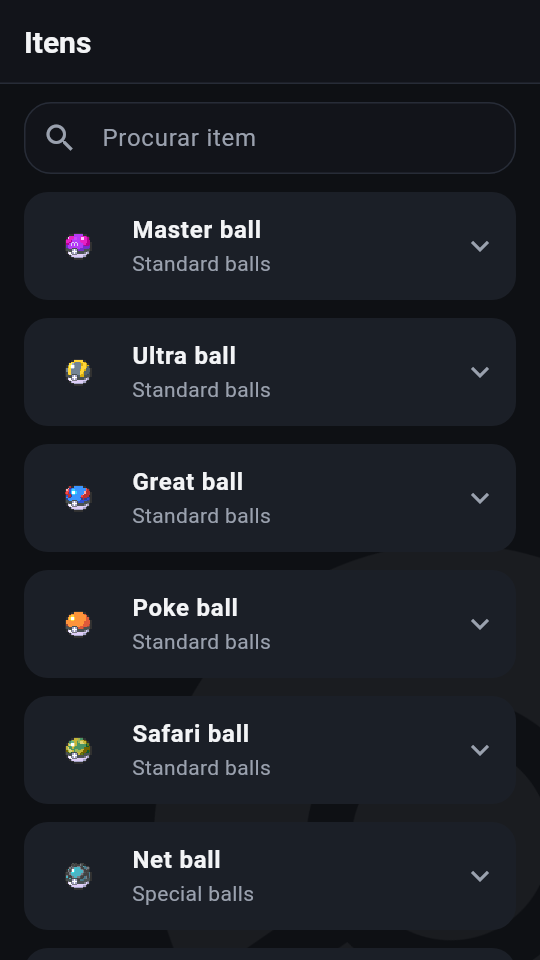 Itens
Procurar item
Master ball
Standard balls
Ultra ball
Standard balls
Great ball
Standard balls
Poke ball
Standard balls
Safari ball
Standard balls
Net ball
Special balls